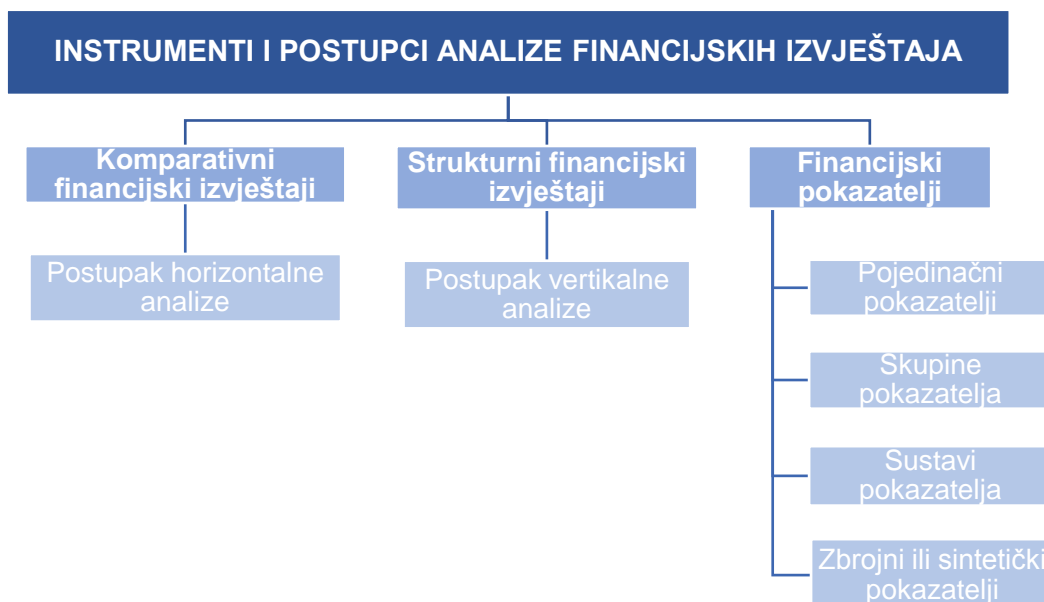 INSTRUMENTI I POSTUPCI ANALIZE FINANCIJSKIH IZVJEŠTAJA
Komparativni
financijski izvještaji
Strukturni financijski
izvještaji
Financijski
pokazatelji
Postupak horizontalne
analize
Postupak vertikalne
analize
Pojedinačni
pokazatelji
Skupine
pokazatelja
Sustavi
pokazatelja
Zbrojni ili sintetički
pokazatelji